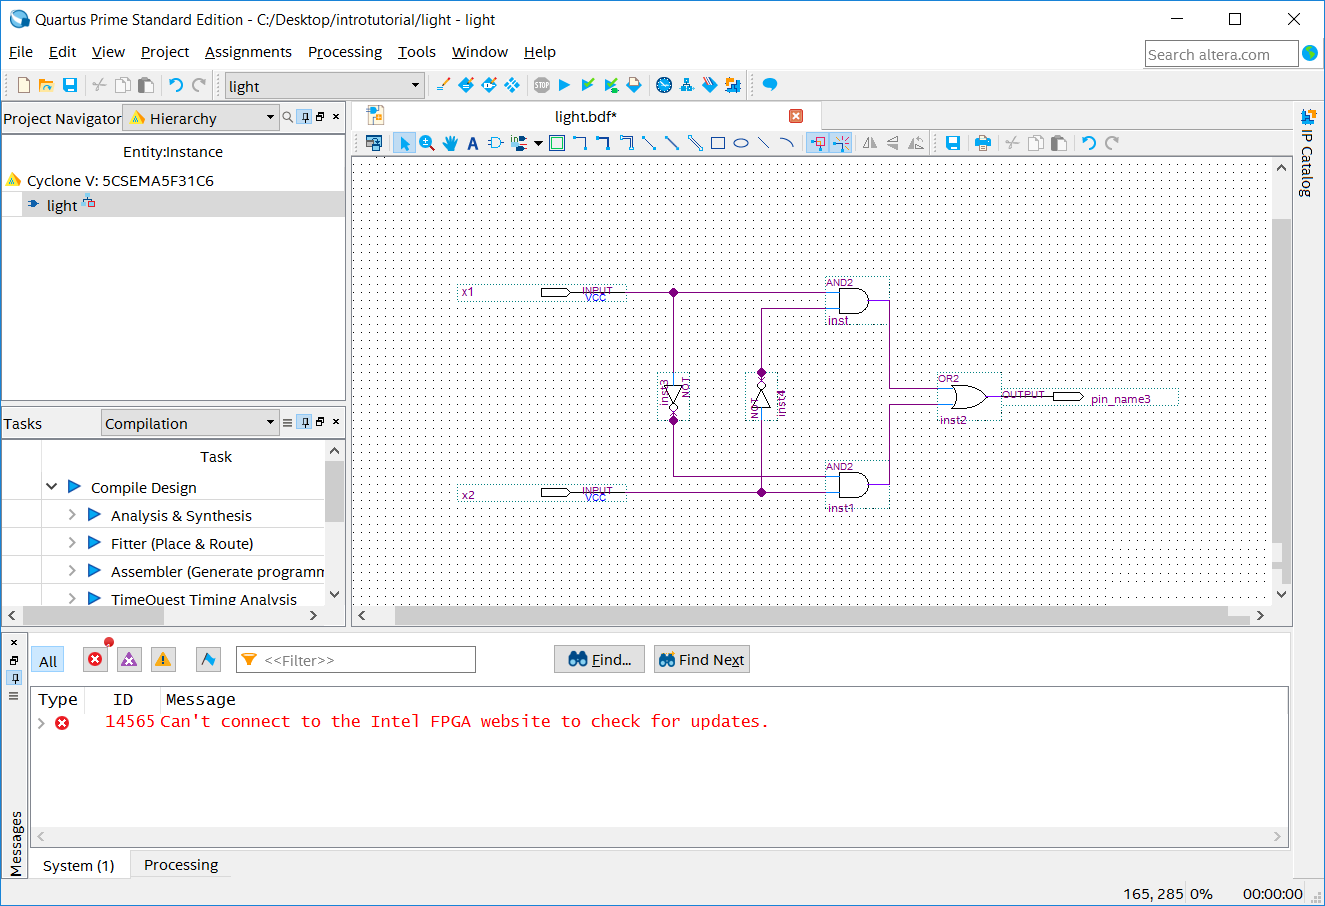 Quartus Prime Standard Edition - C:/Desktop/introtutorial/light - light
File Edit View Project Assignments Processing Tools Window Help
Search altera.com
light
STOP
Project Navigator Hierarchy
Entity:Instance
Cyclone V: 5CSEMA5F31C6
light
Tasks Compilation
Task
Compile Design
Analysis & Synthesis
Fitter (Place & Route)
Assembler (Generate programm
TimeQuest Timing Analysis
light.bdf*
A
x1
INPUT
VCC
AND2
inst
inst3
NOT
NOT
inst4
OR2
inst2
OUTPUT
pin_name3
x2
INPUT
VCC
AND2
inst1
IP Catalog
All
<<Filter>>
Find...
Find Next
Type ID Message
14565 Can't connect to the Intel FPGA website to check for updates.
Messages
System (1) Processing
165, 285 0% 00:00:00